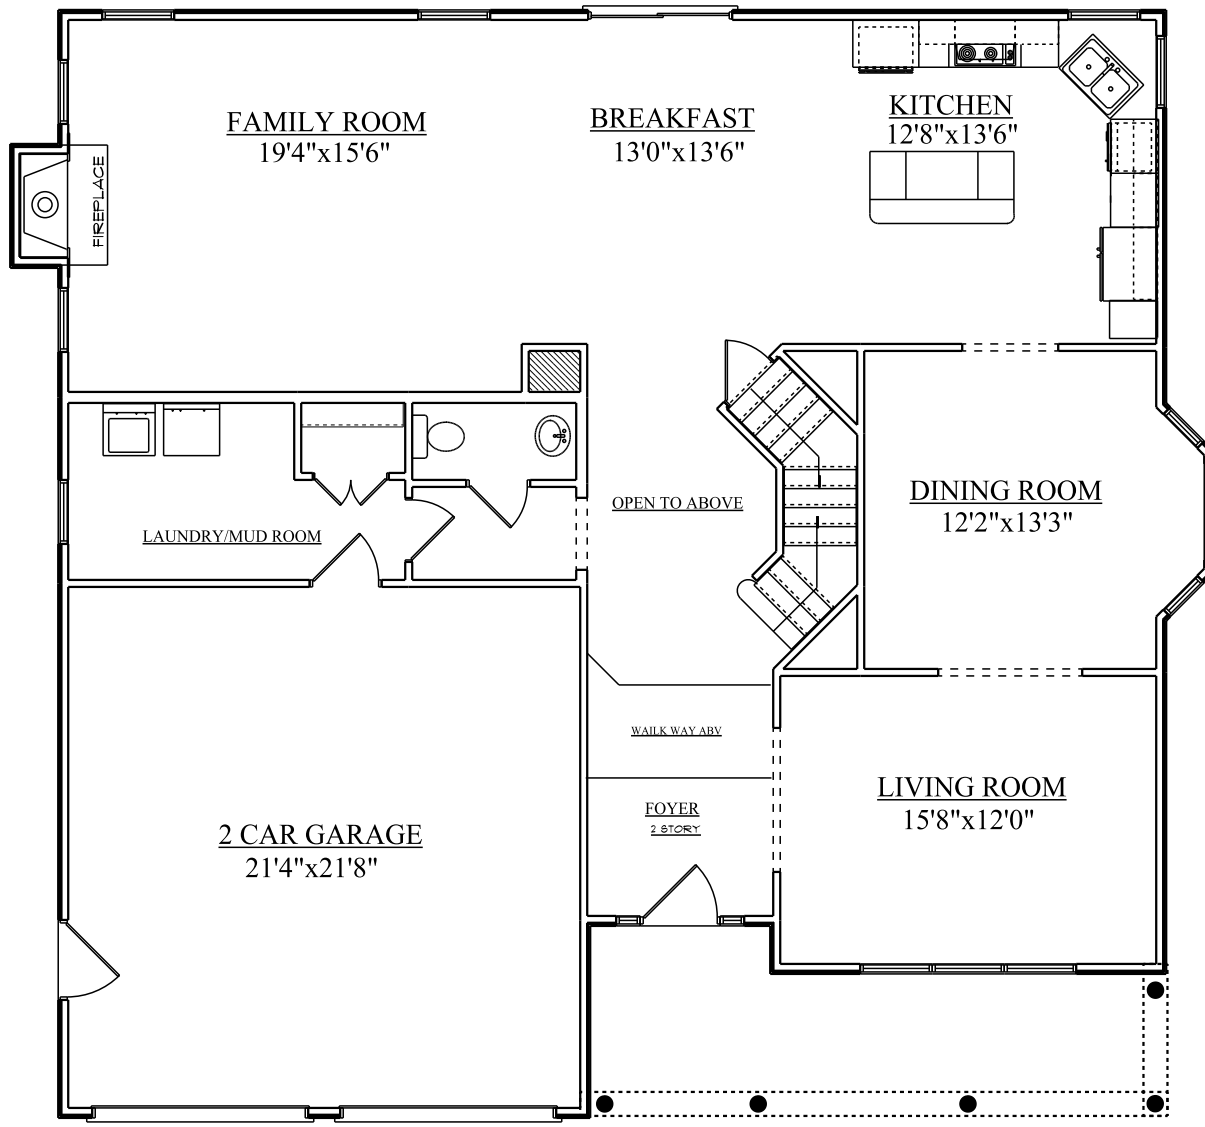 FAMILY ROOM
19'4"x15'6"
BREAKFAST
13'0"x13'6"
KITCHEN
12'8"x13'6"
FIREPLACE
LAUNDRY/MUD ROOM
OPEN TO ABOVE
DINING ROOM
12'2"x13'3"
WAILK WAY ABV
FOYER
2 STORY
LIVING ROOM
15'8"x12'0"
2 CAR GARAGE
21'4"x21'8"